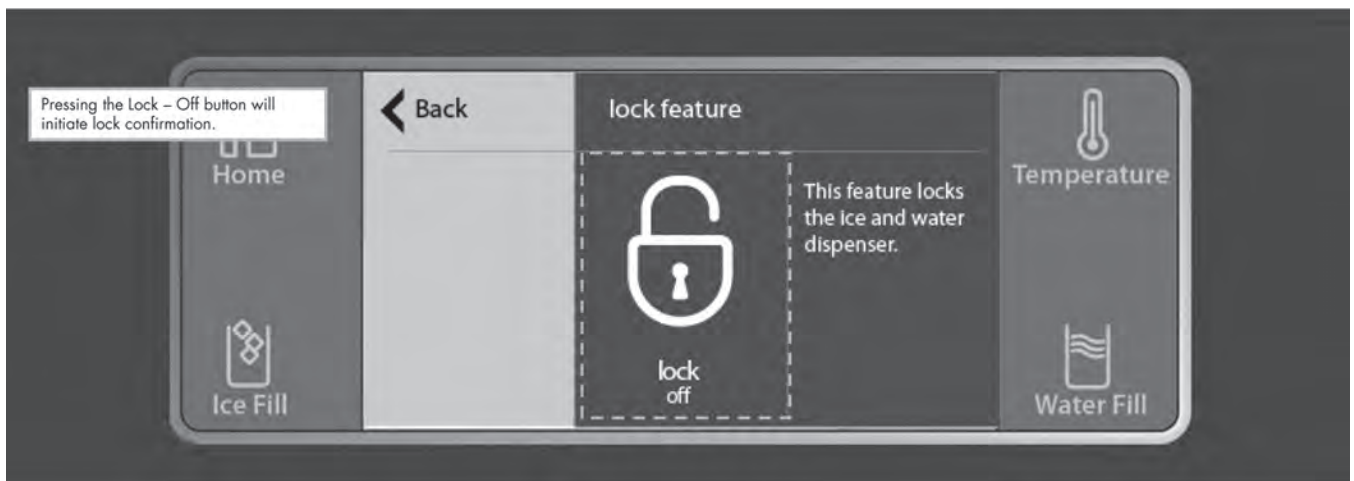 Pressing the Lock – Off button will
initiate lock confirmation.
Home
Ice Fill
Back
lock feature
lock
off
This feature locks
the ice and water
dispenser.
Temperature
Water Fill